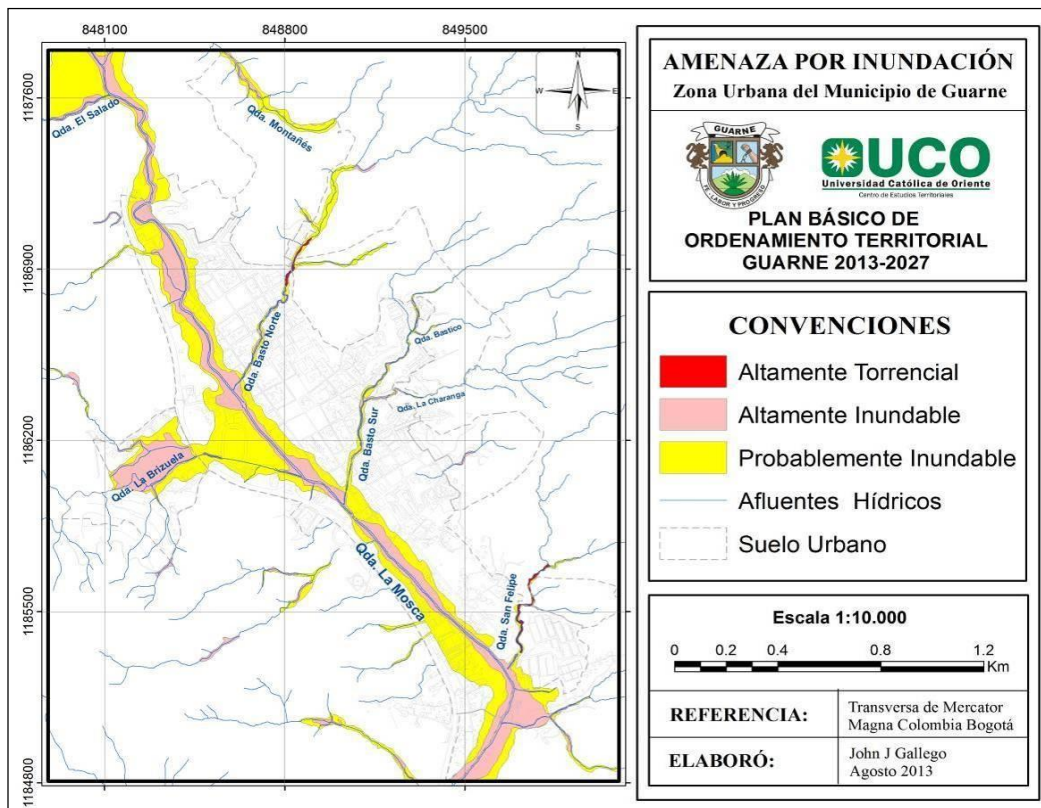 848100
848800
849500
1187600
1186900
1186200
1185500
1184800
N
W
E
S
Qda. El Salado
Qda. Montañés
Qda. Basto Norte
Qda. Bastico
Qda. La Charanga
Qda. Basto Sur
Qda. La Brizuela
Qda. La Mosca
Qda. San Felipe
AMENAZA POR INUNDACIÓN
Zona Urbana del Municipio de Guarne
GUARNE
FE - LABOR Y PROGRESO
UCO
Universidad Católica de Oriente
Centro de Estudios Territoriales
PLAN BÁSICO DE
ORDENAMIENTO TERRITORIAL
GUARNE 2013-2027
CONVENCIONES
Altamente Torrencial
Altamente Inundable
Probablemente Inundable
Afluentes Hídricos
Suelo Urbano
Escala 1:10.000
0 0.2 0.4 0.8 1.2
Km
REFERENCIA:
Transversa de Mercator
Magna Colombia Bogotá
ELABORÓ:
John J Gallego
Agosto 2013